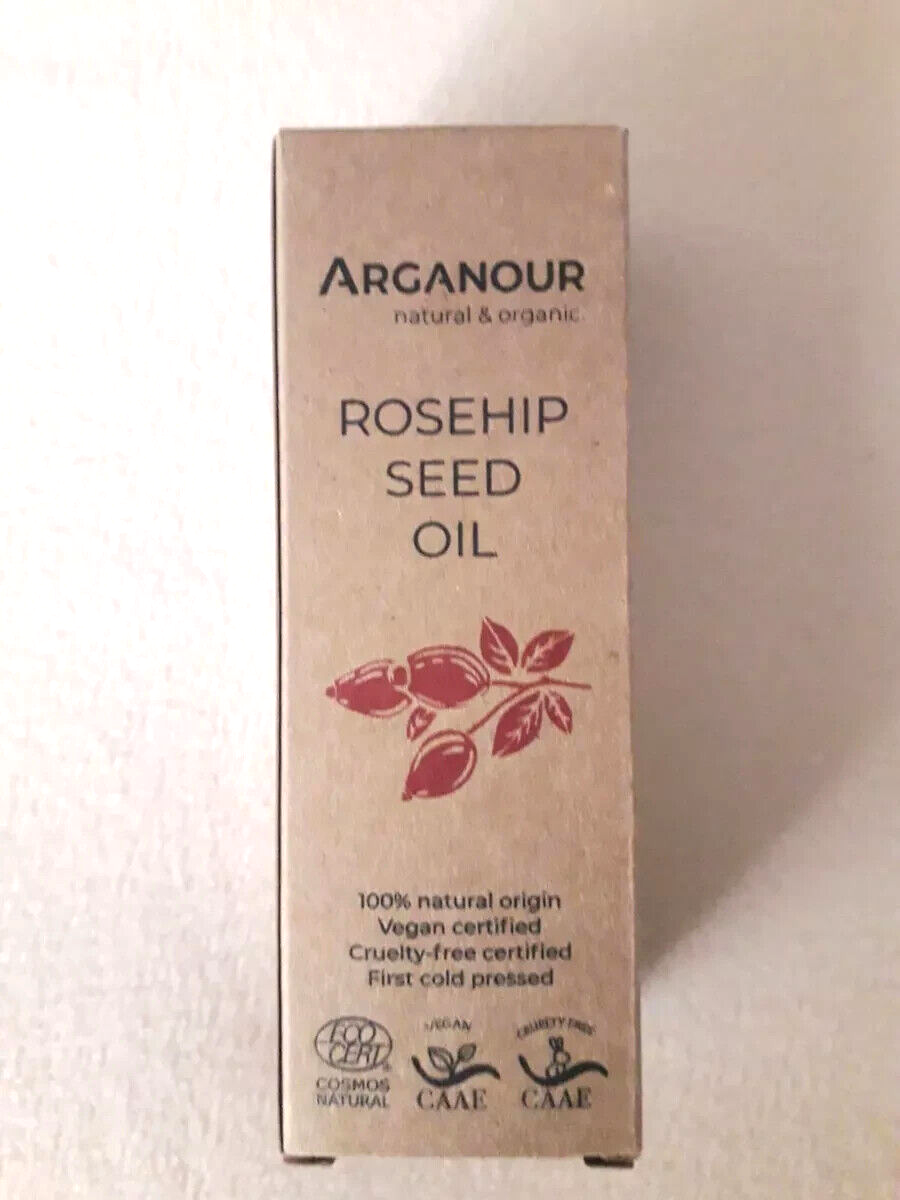 ARGANOUR
natural & organic
ROSEHIP
SEED
OIL
100% natural origin
Vegan certified
Cruelty-free certified
First cold pressed
ECO
CERT
COSMOS
NATURAL
VEGAN
CAAE
CRUELTY FREE
CAAE